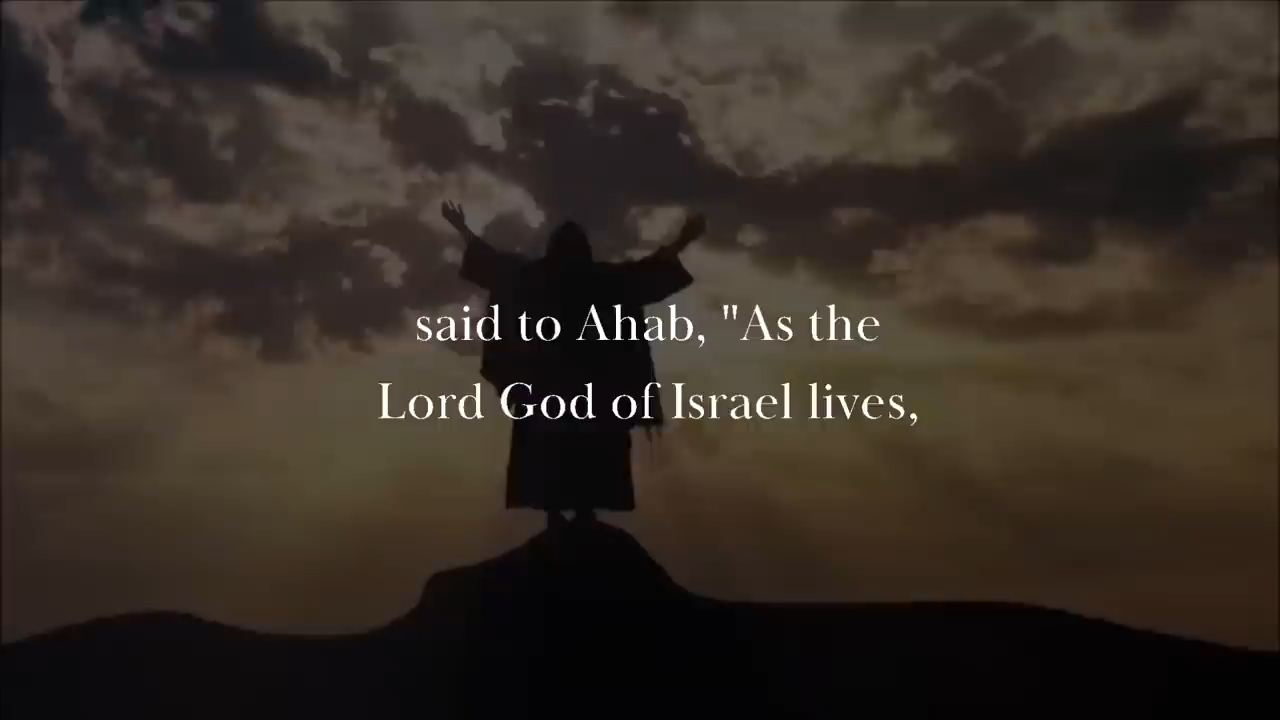 said to Ahab, "As the
Lord God of Israel lives,